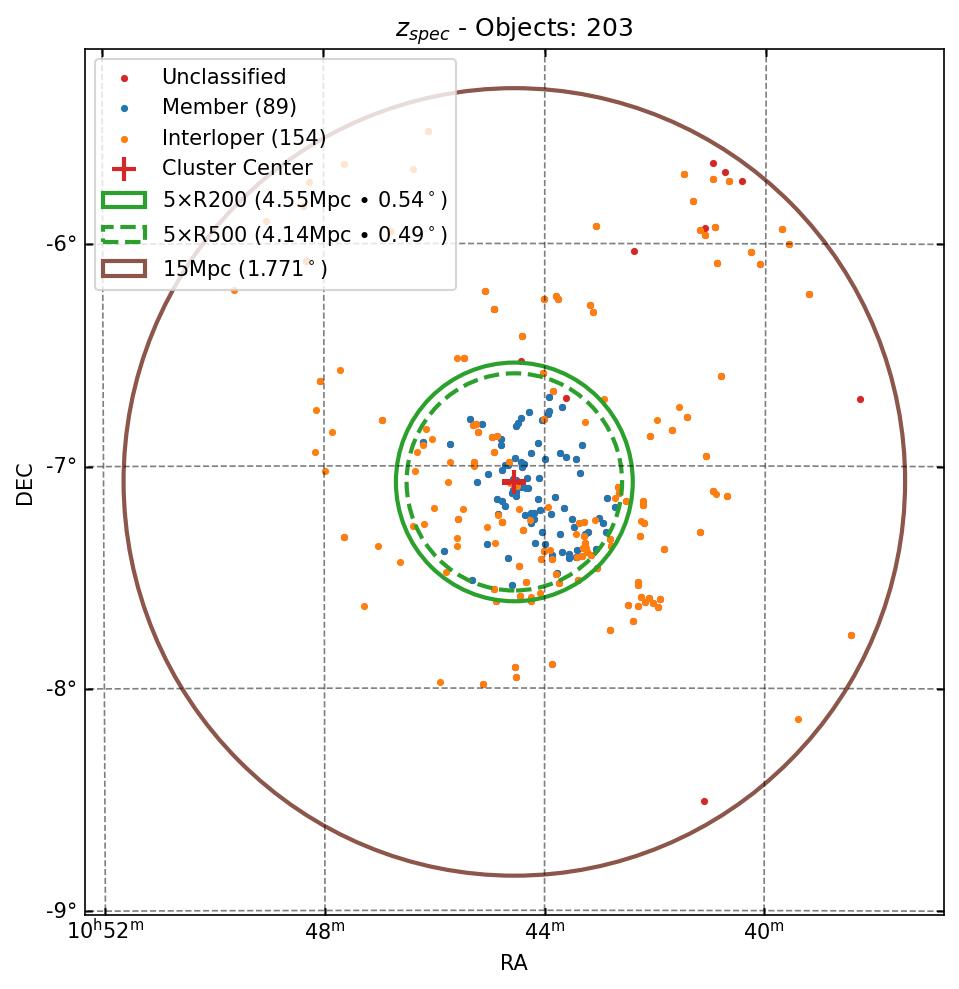 z_spec - Objects: 203
Unclassified
Member (89)
Interloper (154)
Cluster Center
5×R200 (4.55Mpc • 0.54°)
5×R500 (4.14Mpc • 0.49°)
15Mpc (1.771°)
-6°
-7°
-8°
-9°
DEC
10ʰ52ᵐ 48ᵐ 44ᵐ 40ᵐ
RA